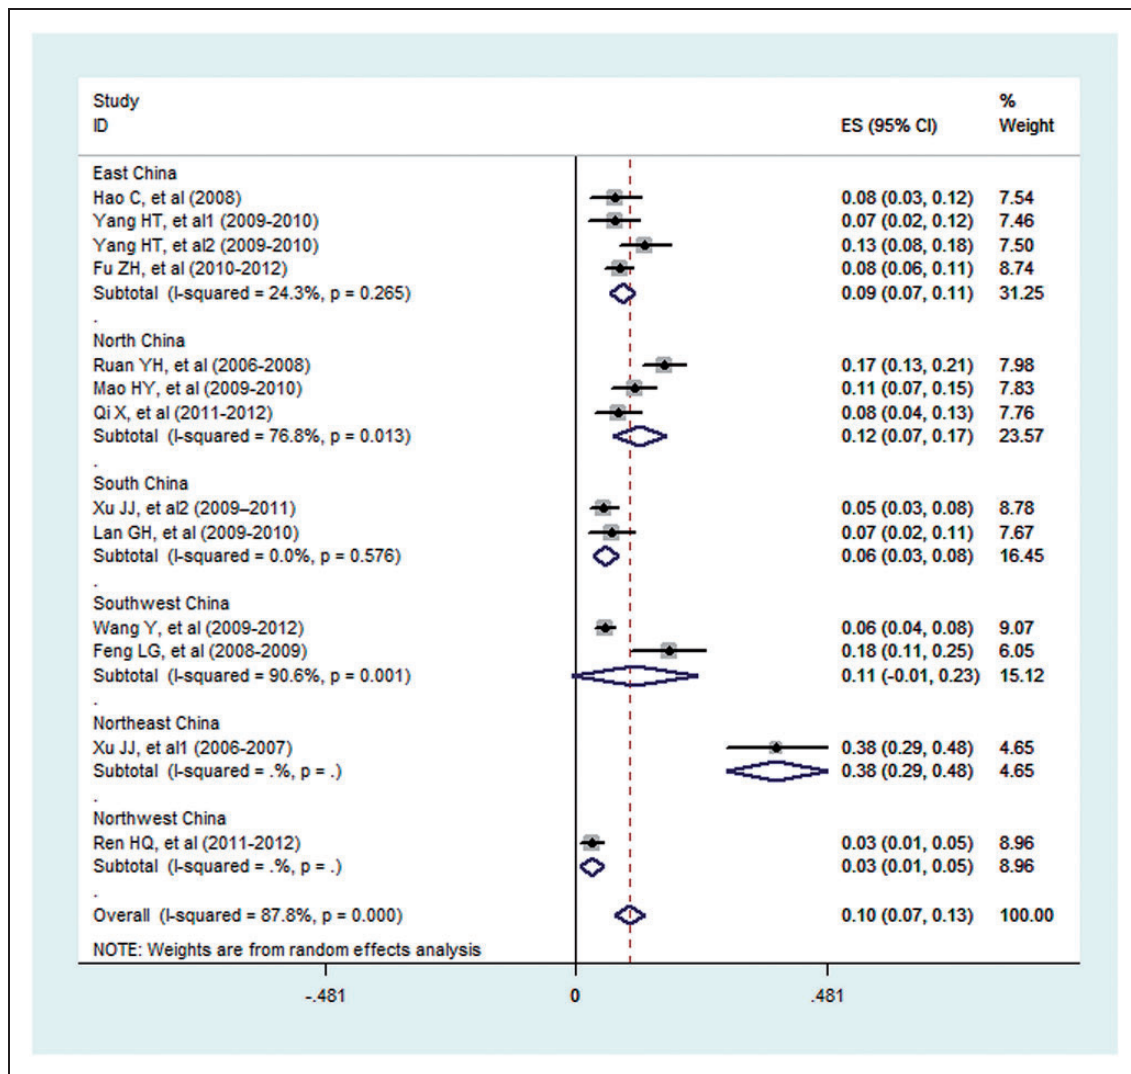 Study % 
ID ES (95% CI) Weight
East China
Hao C, et al (2008) 0.08 (0.03, 0.12) 7.54
Yang HT, et al1 (2009-2010) 0.07 (0.02, 0.12) 7.46
Yang HT, et al2 (2009-2010) 0.13 (0.08, 0.18) 7.50
Fu ZH, et al (2010-2012) 0.08 (0.06, 0.11) 8.74
Subtotal (I-squared = 24.3%, p = 0.265) 0.09 (0.07, 0.11) 31.25
.
North China
Ruan YH, et al (2006-2008) 0.17 (0.13, 0.21) 7.98
Mao HY, et al (2009-2010) 0.11 (0.07, 0.15) 7.83
Qi X, et al (2011-2012) 0.08 (0.04, 0.13) 7.76
Subtotal (I-squared = 76.8%, p = 0.013) 0.12 (0.07, 0.17) 23.57
.
South China
Xu JJ, et al2 (2009–2011) 0.05 (0.03, 0.08) 8.78
Lan GH, et al (2009-2010) 0.07 (0.02, 0.11) 7.67
Subtotal (I-squared = 0.0%, p = 0.576) 0.06 (0.03, 0.08) 16.45
.
Southwest China
Wang Y, et al (2009-2012) 0.06 (0.04, 0.08) 9.07
Feng LG, et al (2008-2009) 0.18 (0.11, 0.25) 6.05
Subtotal (I-squared = 90.6%, p = 0.001) 0.11 (-0.01, 0.23) 15.12
.
Northeast China
Xu JJ, et al1 (2006-2007) 0.38 (0.29, 0.48) 4.65
Subtotal (I-squared = .%, p = .) 0.38 (0.29, 0.48) 4.65
.
Northwest China
Ren HQ, et al (2011-2012) 0.03 (0.01, 0.05) 8.96
Subtotal (I-squared = .%, p = .) 0.03 (0.01, 0.05) 8.96
.
Overall (I-squared = 87.8%, p = 0.000) 0.10 (0.07, 0.13) 100.00
NOTE: Weights are from random effects analysis
-.481 0 .481